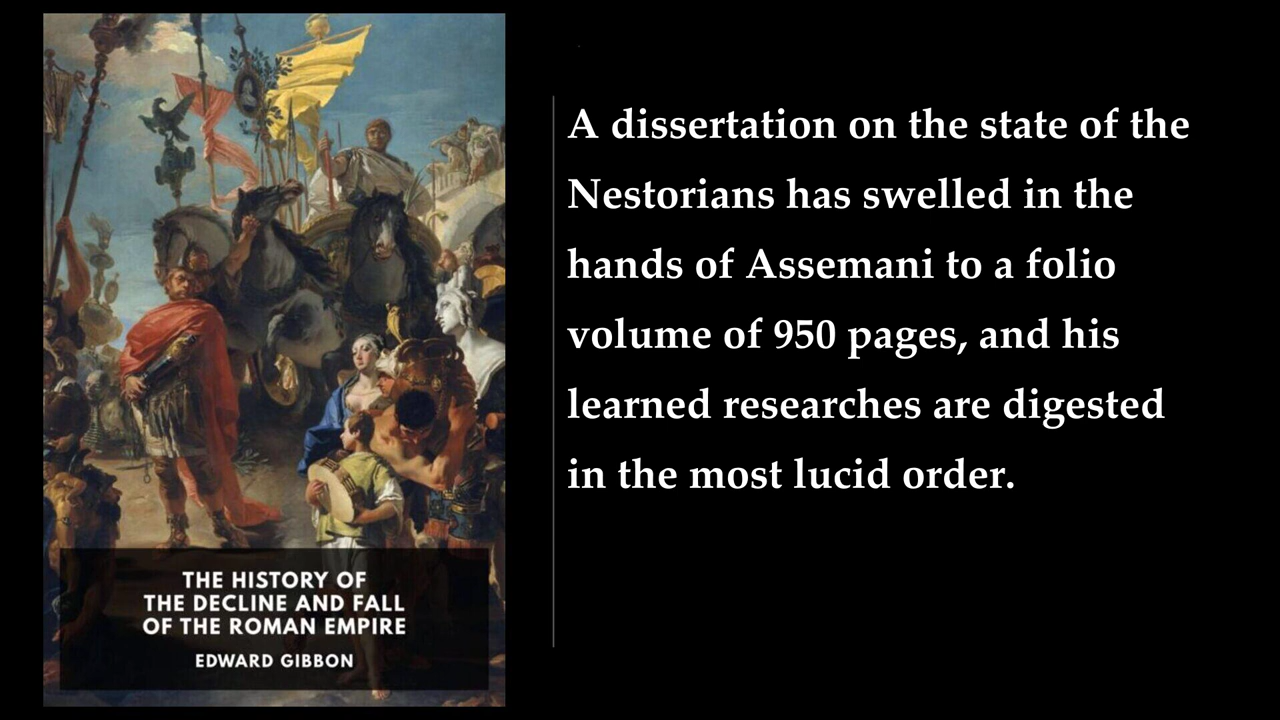 THE HISTORY OF
THE DECLINE AND FALL
OF THE ROMAN EMPIRE
EDWARD GIBBON
A dissertation on the state of the
Nestorians has swelled in the
hands of Assemani to a folio
volume of 950 pages, and his
learned researches are digested
in the most lucid order.